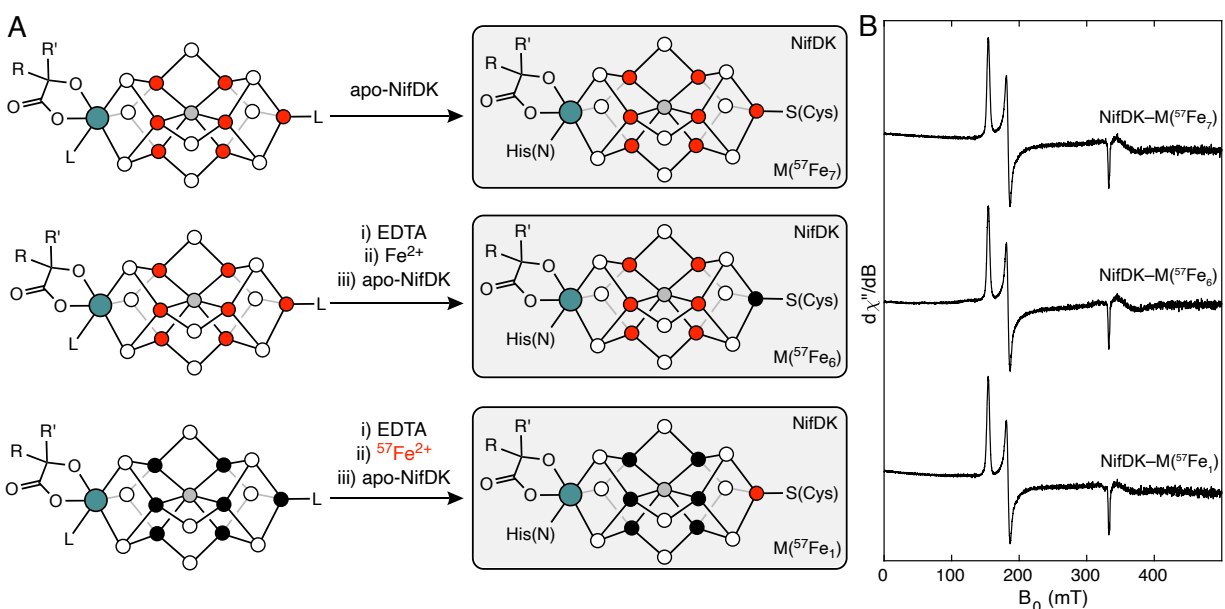 A
R'
R
O
O
O
L
L
apo-NifDK
NifDK
R'
R
O
O
O
His(N)
S(Cys)
M(⁵⁷Fe₇)
R'
R
O
O
O
L
L
i) EDTA
ii) Fe²⁺
iii) apo-NifDK
NifDK
R'
R
O
O
O
His(N)
S(Cys)
M(⁵⁷Fe₆)
R'
R
O
O
O
L
L
i) EDTA
ii) ⁵⁷Fe²⁺
iii) apo-NifDK
NifDK
R'
R
O
O
O
His(N)
S(Cys)
M(⁵⁷Fe₁)
B
dχ''/dB
NifDK–M(⁵⁷Fe₇)
NifDK–M(⁵⁷Fe₆)
NifDK–M(⁵⁷Fe₁)
0 100 200 300 400
B₀ (mT)